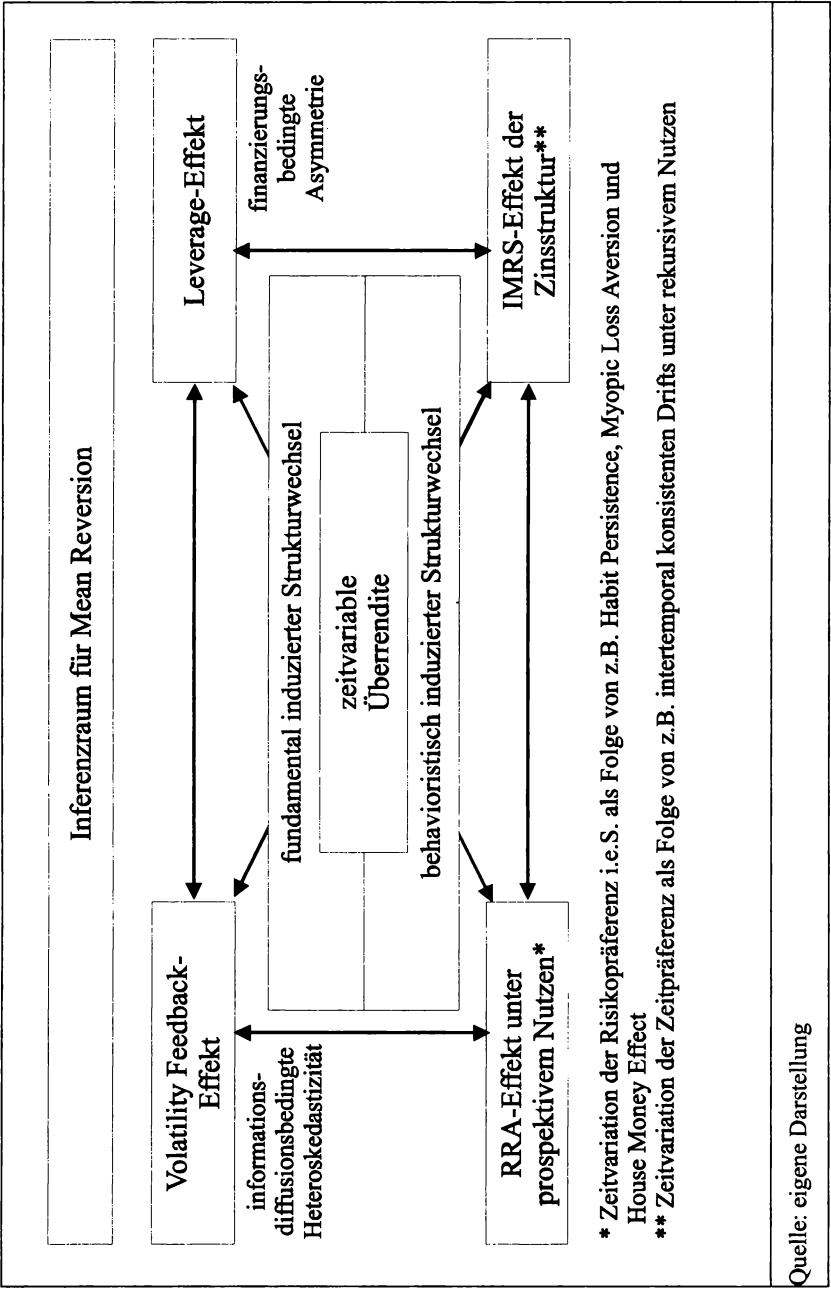 Inferenzraum für Mean Reversion
Volatility Feedback-
Effekt
Leverage-Effekt
informations-
diffusionsbedingte
Heteroskedastizität
finanzierungs-
bedingte
Asymmetrie
fundamental induzierter Strukturwechsel
zeitvariable
Überrendite
behavioristisch induzierter Strukturwechsel
RRA-Effekt unter
prospektivem Nutzen*
IMRS-Effekt der
Zinsstruktur**
* Zeitvariation der Risikopräferenz i.e.S. als Folge von z.B. Habit Persistence, Myopic Loss Aversion und
House Money Effect
** Zeitvariation der Zeitpräferenz als Folge von z.B. intertemporal konsistenten Drifts unter rekursivem Nutzen
Quelle: eigene Darstellung